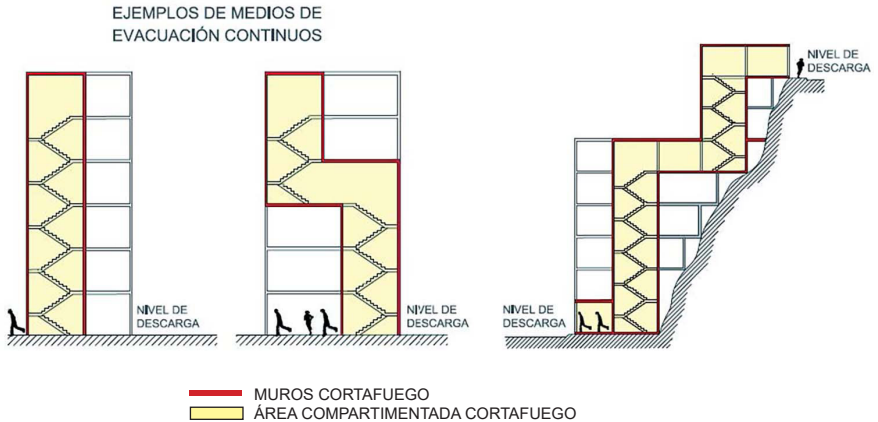 EJEMPLOS DE MEDIOS DE
EVACUACIÓN CONTINUOS
NIVEL DE
DESCARGA
NIVEL DE
DESCARGA
NIVEL DE
DESCARGA
NIVEL DE
DESCARGA
MUROS CORTAFUEGO
ÁREA COMPARTIMENTADA CORTAFUEGO